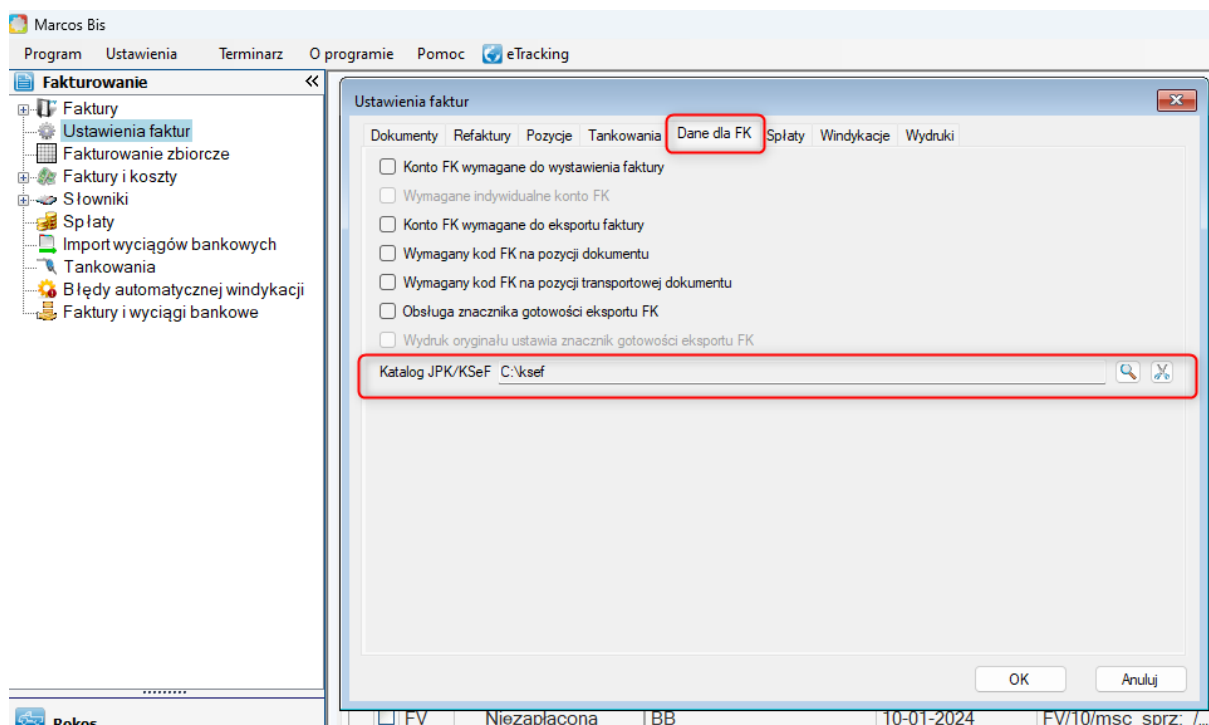 Marcos Bis
Program Ustawienia Terminarz O programie Pomoc eTracking
Fakturowanie
Faktury
Ustawienia faktur
Fakturowanie zbiorcze
Faktury i koszty
Słowniki
Spłaty
Import wyciągów bankowych
Tankowania
Błędy automatycznej windykacji
Faktury i wyciągi bankowe
Ustawienia faktur
Dokumenty Refaktury Pozycje Tankowania Dane dla FK Spłaty Windykacje Wydruki
Konto FK wymagane do wystawienia faktury
Wymagane indywidualne konto FK
Konto FK wymagane do eksportu faktury
Wymagany kod FK na pozycji dokumentu
Wymagany kod FK na pozycji transportowej dokumentu
Obsługa znacznika gotowości eksportu FK
Wydruk oryginału ustawia znacznik gotowości eksportu FK
Katalog JPK/KSeF C:\ksef
OK Anuluj
Rokos
FV Niezapłacona BB 10-01-2024 FV/10/msc_sprz. /...